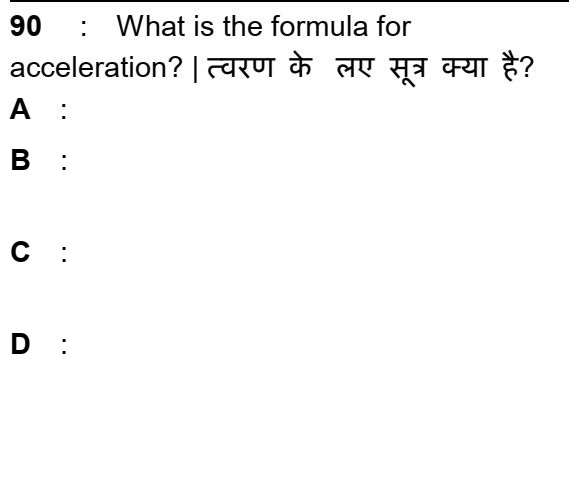 90 : What is the formula for
acceleration? | त्वरण के लए सूत्र क्या है?
A :
B :
C :
D :